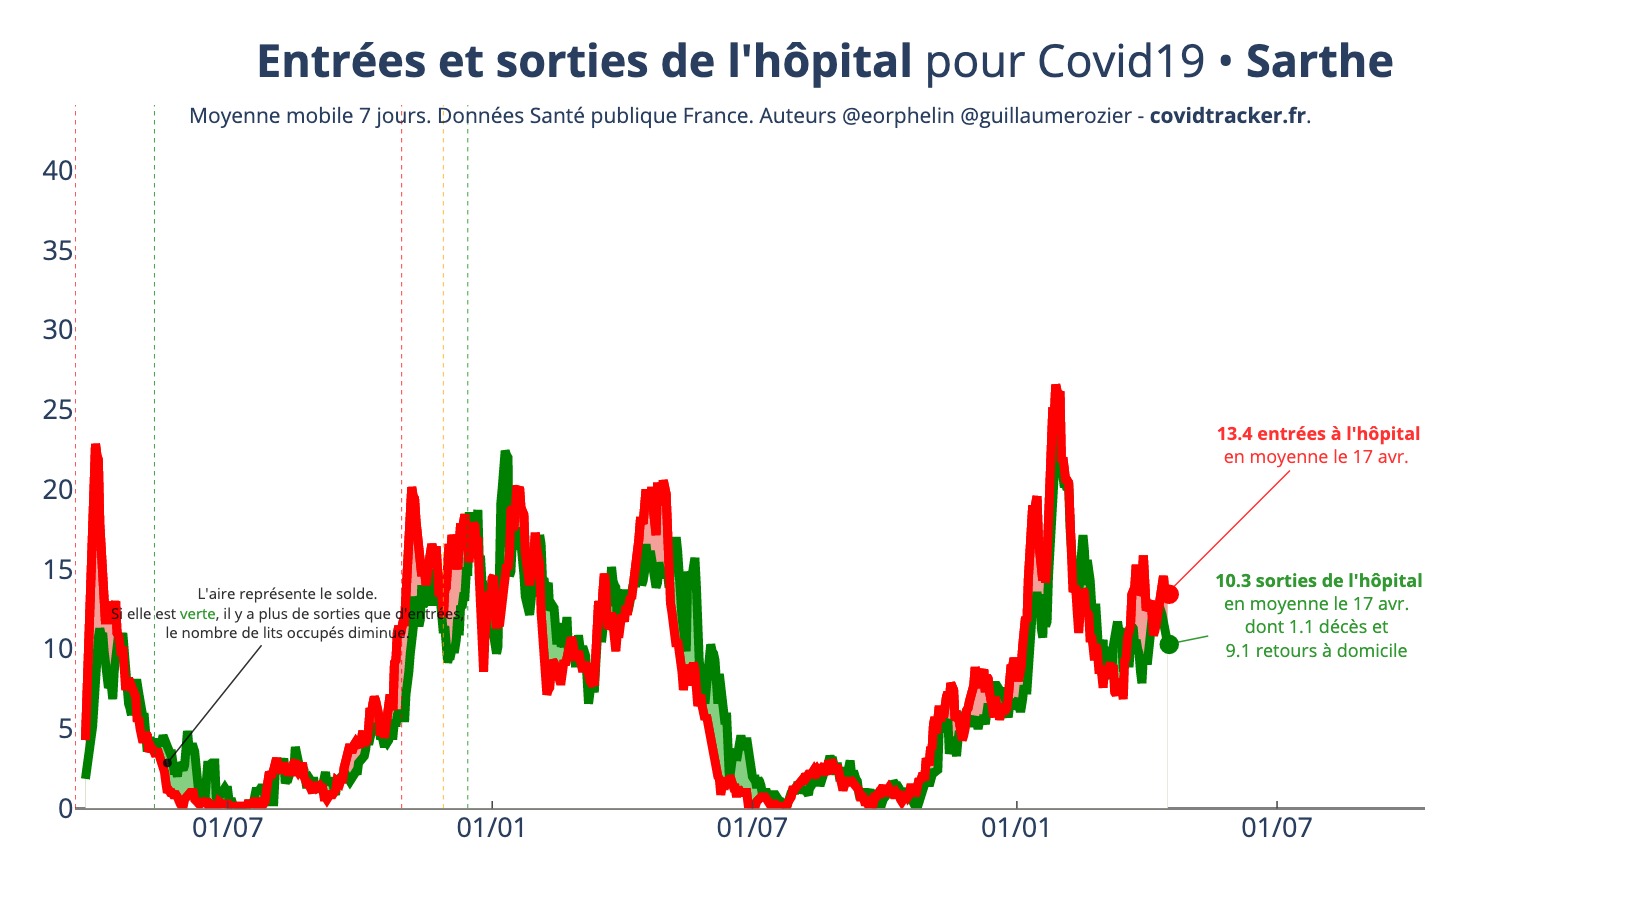 Entrées et sorties de l'hôpital pour Covid19 • Sarthe
Moyenne mobile 7 jours. Données Santé publique France. Auteurs @eorphelin @guillaumerozier - covidtracker.fr.
40
35
30
25
20
15
10
5
0
L'aire représente le solde.
Si elle est verte, il y a plus de sorties que d'entrées,
le nombre de lits occupés diminue.
13.4 entrées à l'hôpital
en moyenne le 17 avr.
10.3 sorties de l'hôpital
en moyenne le 17 avr.
dont 1.1 décès et
9.1 retours à domicile
01/07
01/01
01/07
01/01
01/07